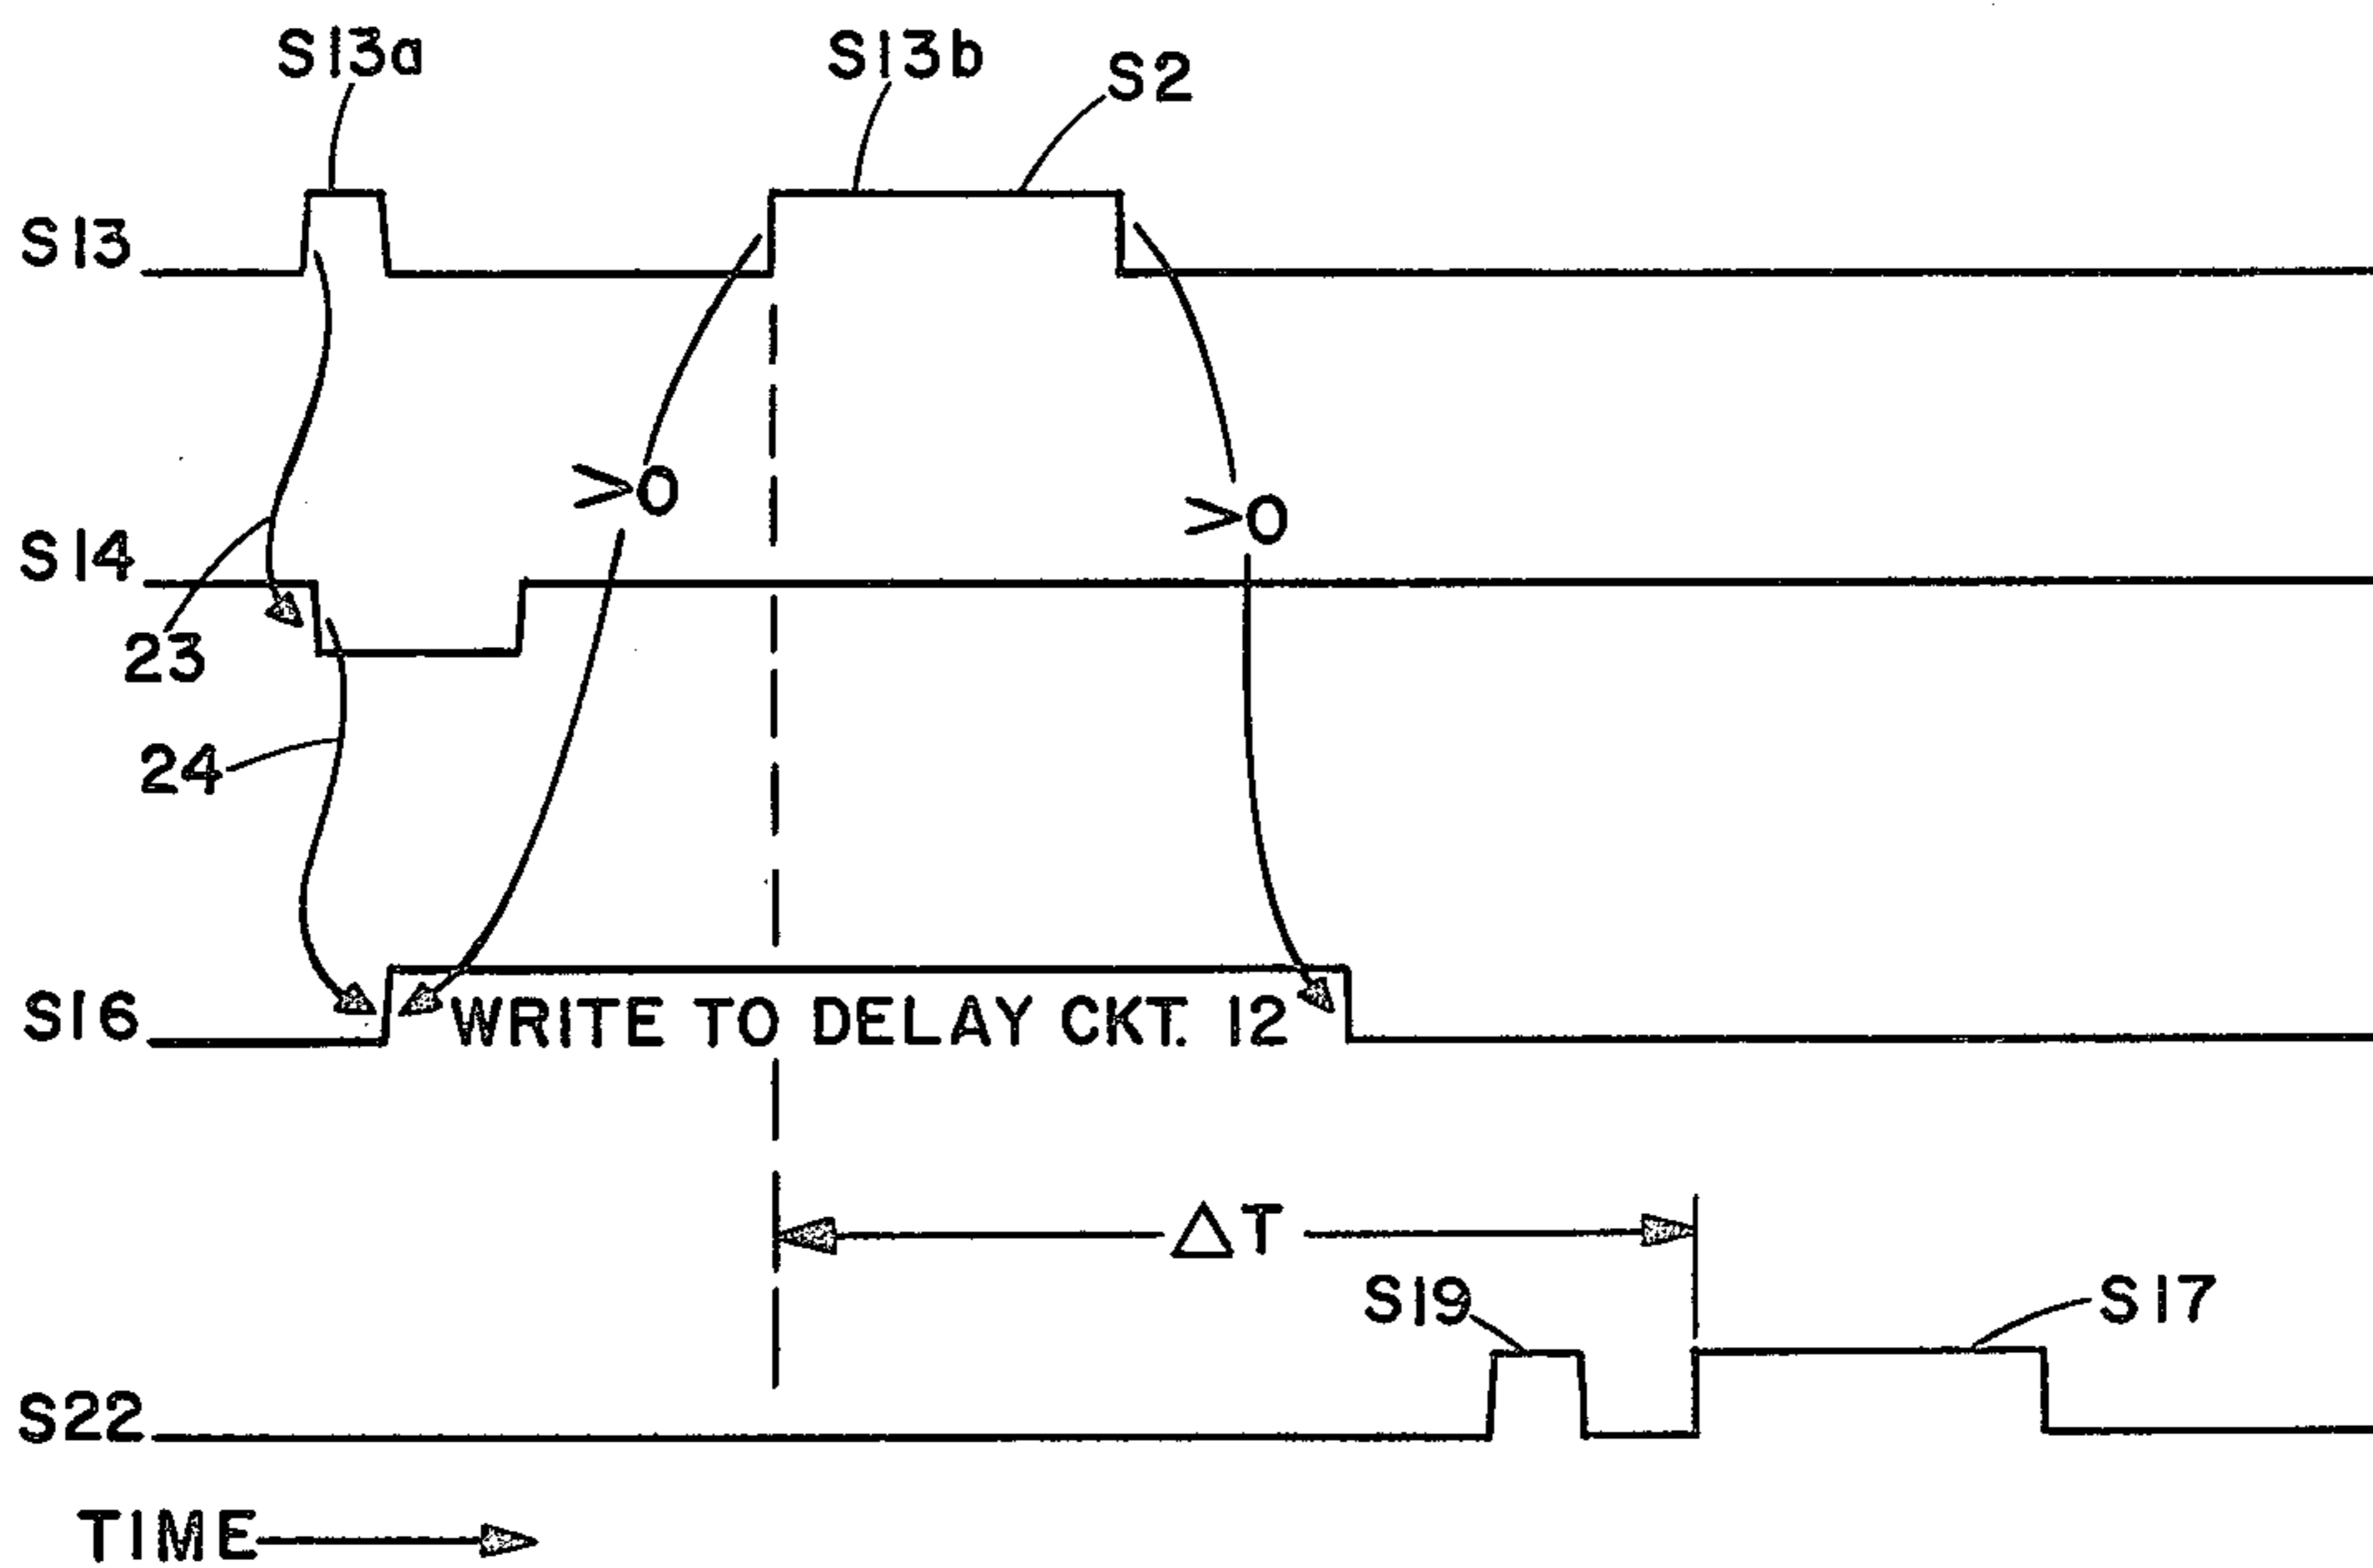 S13a
S13b
S2
S13
>0
>0
S14
23
24
S16
WRITE TO DELAY CKT. 12
ΔT
S19
S17
S22
TIME